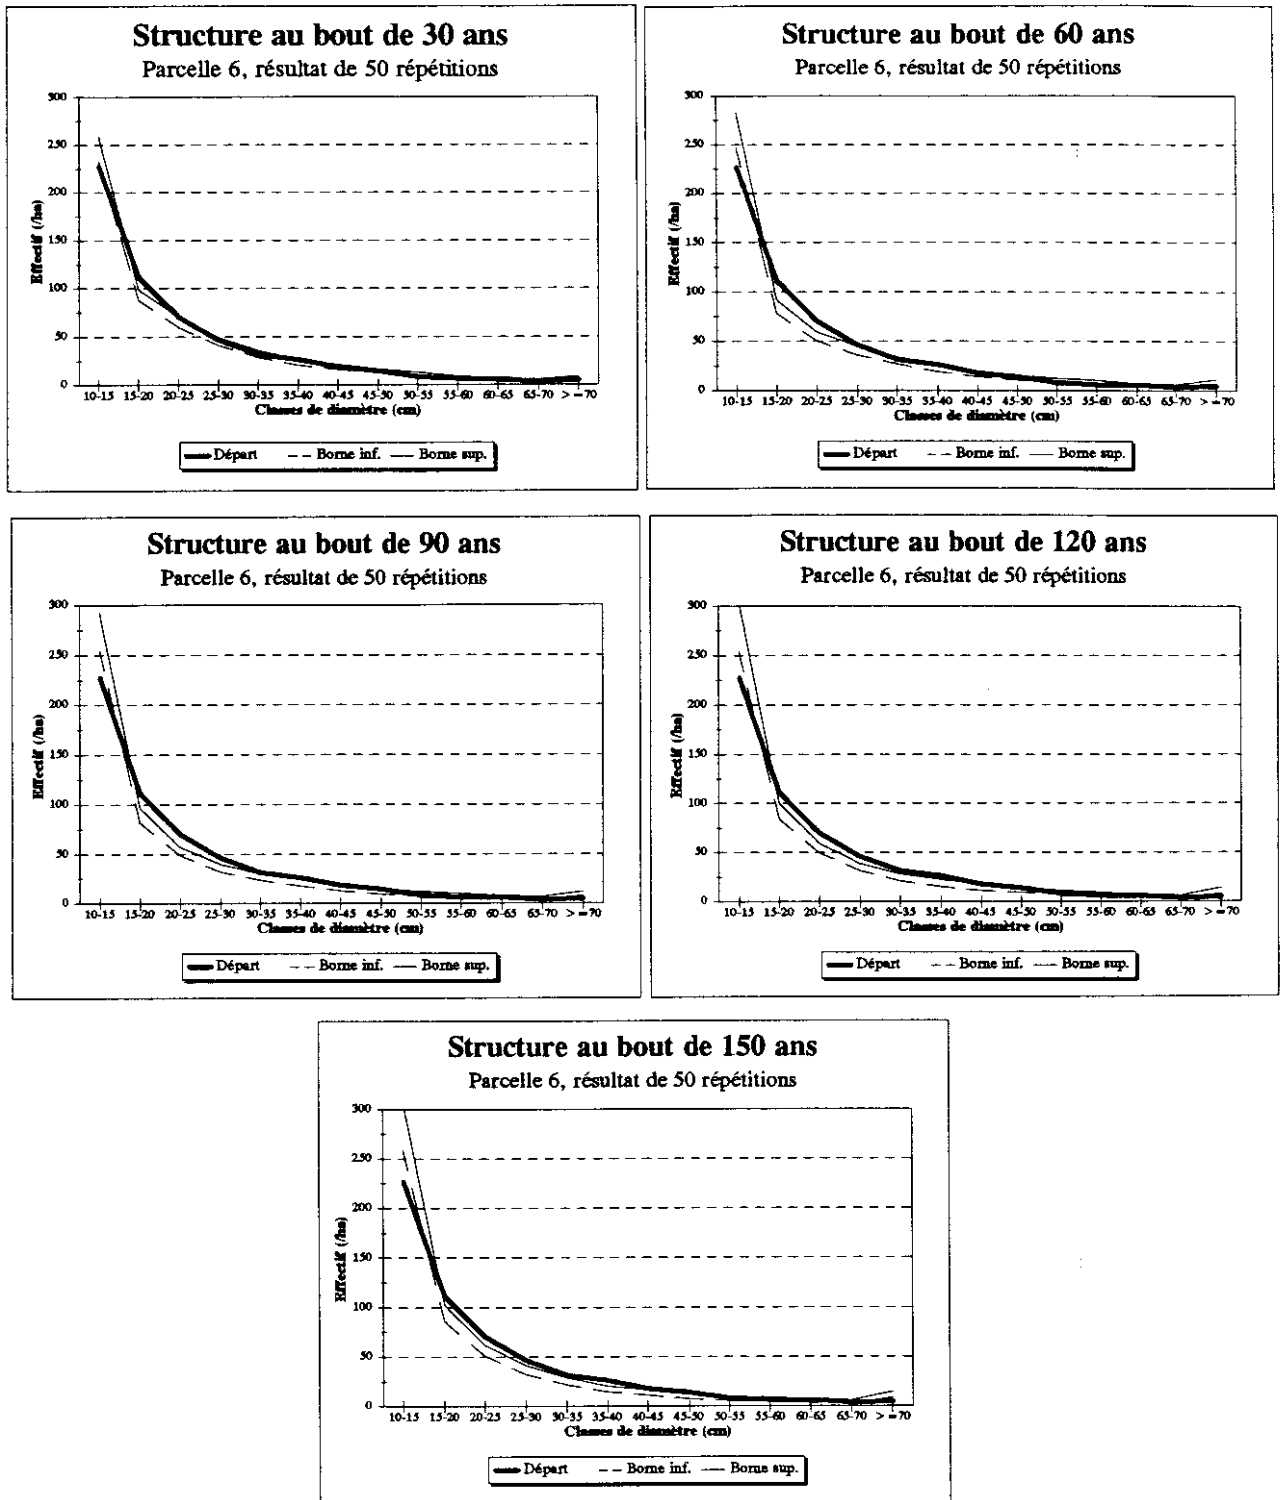 Structure au bout de 30 ans
Parcelle 6, résultat de 50 répétitions
Effectif (/ha)
300
250
200
150
100
50
0
10-15 15-20 20-25 25-30 30-35 35-40 40-45 45-50 50-55 55-60 60-65 65-70 >=70
Classes de diamètre (cm)
Départ Borne inf. Borne sup.
Structure au bout de 60 ans
Parcelle 6, résultat de 50 répétitions
Effectif (/ha)
300
250
200
150
100
50
0
10-15 15-20 20-25 25-30 30-35 35-40 40-45 45-50 50-55 55-60 60-65 65-70 >=70
Classes de diamètre (cm)
Départ Borne inf. Borne sup.
Structure au bout de 90 ans
Parcelle 6, résultat de 50 répétitions
Effectif (/ha)
300
250
200
150
100
50
0
10-15 15-20 20-25 25-30 30-35 35-40 40-45 45-50 50-55 55-60 60-65 65-70 >=70
Classes de diamètre (cm)
Départ Borne inf. Borne sup.
Structure au bout de 120 ans
Parcelle 6, résultat de 50 répétitions
Effectif (/ha)
300
250
200
150
100
50
0
10-15 15-20 20-25 25-30 30-35 35-40 40-45 45-50 50-55 55-60 60-65 65-70 >=70
Classes de diamètre (cm)
Départ Borne inf. Borne sup.
Structure au bout de 150 ans
Parcelle 6, résultat de 50 répétitions
Effectif (/ha)
300
250
200
150
100
50
0
10-15 15-20 20-25 25-30 30-35 35-40 40-45 45-50 50-55 55-60 60-65 65-70 >=70
Classes de diamètre (cm)
Départ Borne inf. Borne sup.